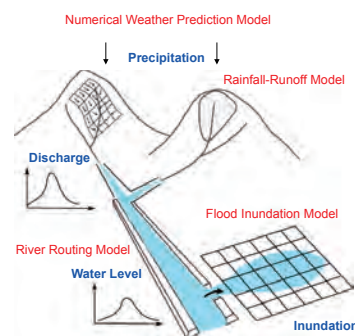 Numerical Weather Prediction Model
Precipitation
Rainfall-Runoff Model
Discharge
Flood Inundation Model
River Routing Model
Water Level
Inundation